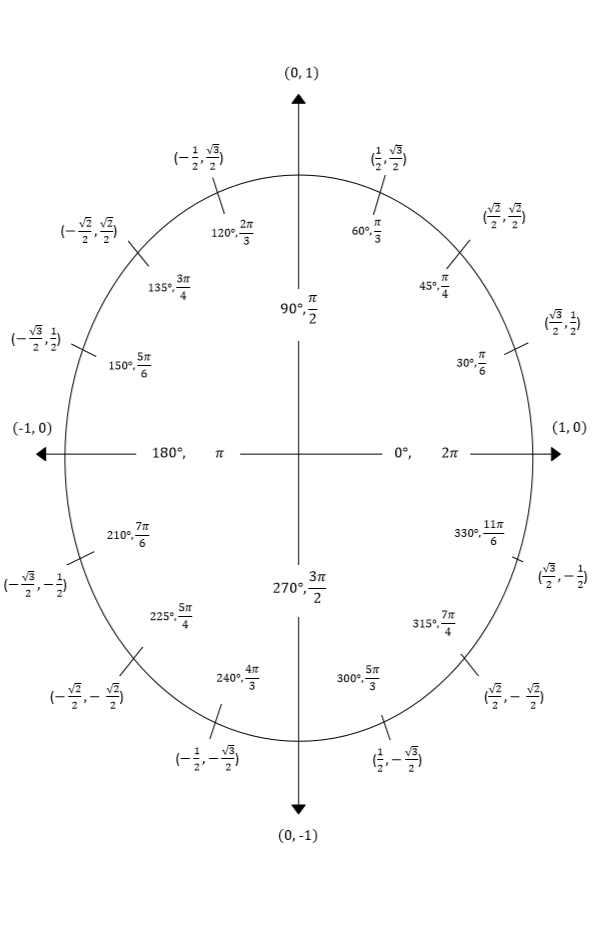 (0, 1)
(−1/2, √3/2)
(1/2, √3/2)
(−√2/2, √2/2)
(√2/2, √2/2)
120°, 2π/3
60°, π/3
135°, 3π/4
45°, π/4
90°, π/2
(−√3/2, 1/2)
(√3/2, 1/2)
150°, 5π/6
30°, π/6
(-1, 0)
(1, 0)
180°, π
0°, 2π
210°, 7π/6
330°, 11π/6
(−√3/2, −1/2)
(√3/2, −1/2)
270°, 3π/2
225°, 5π/4
315°, 7π/4
240°, 4π/3
300°, 5π/3
(−√2/2, −√2/2)
(√2/2, −√2/2)
(−1/2, −√3/2)
(1/2, −√3/2)
(0, -1)